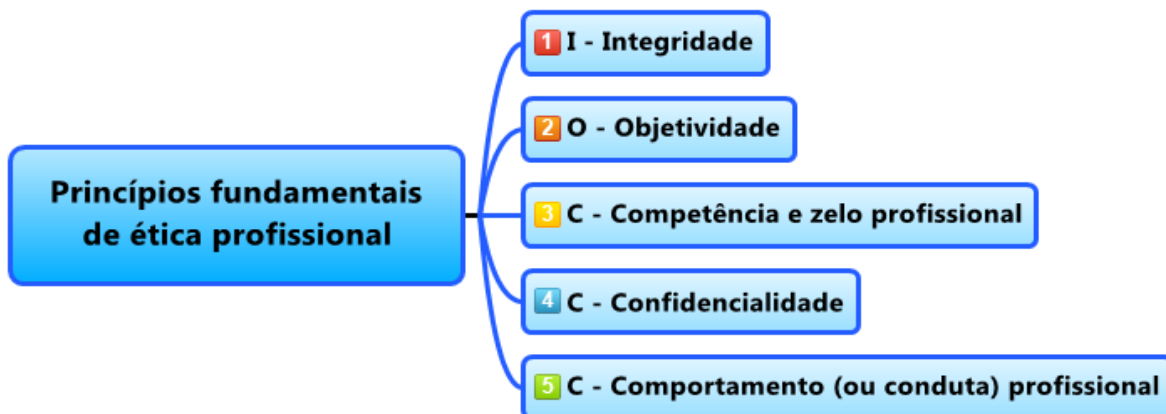 Princípios fundamentais
de ética profissional
1 I - Integridade
2 O - Objetividade
3 C - Competência e zelo profissional
4 C - Confidencialidade
5 C - Comportamento (ou conduta) profissional